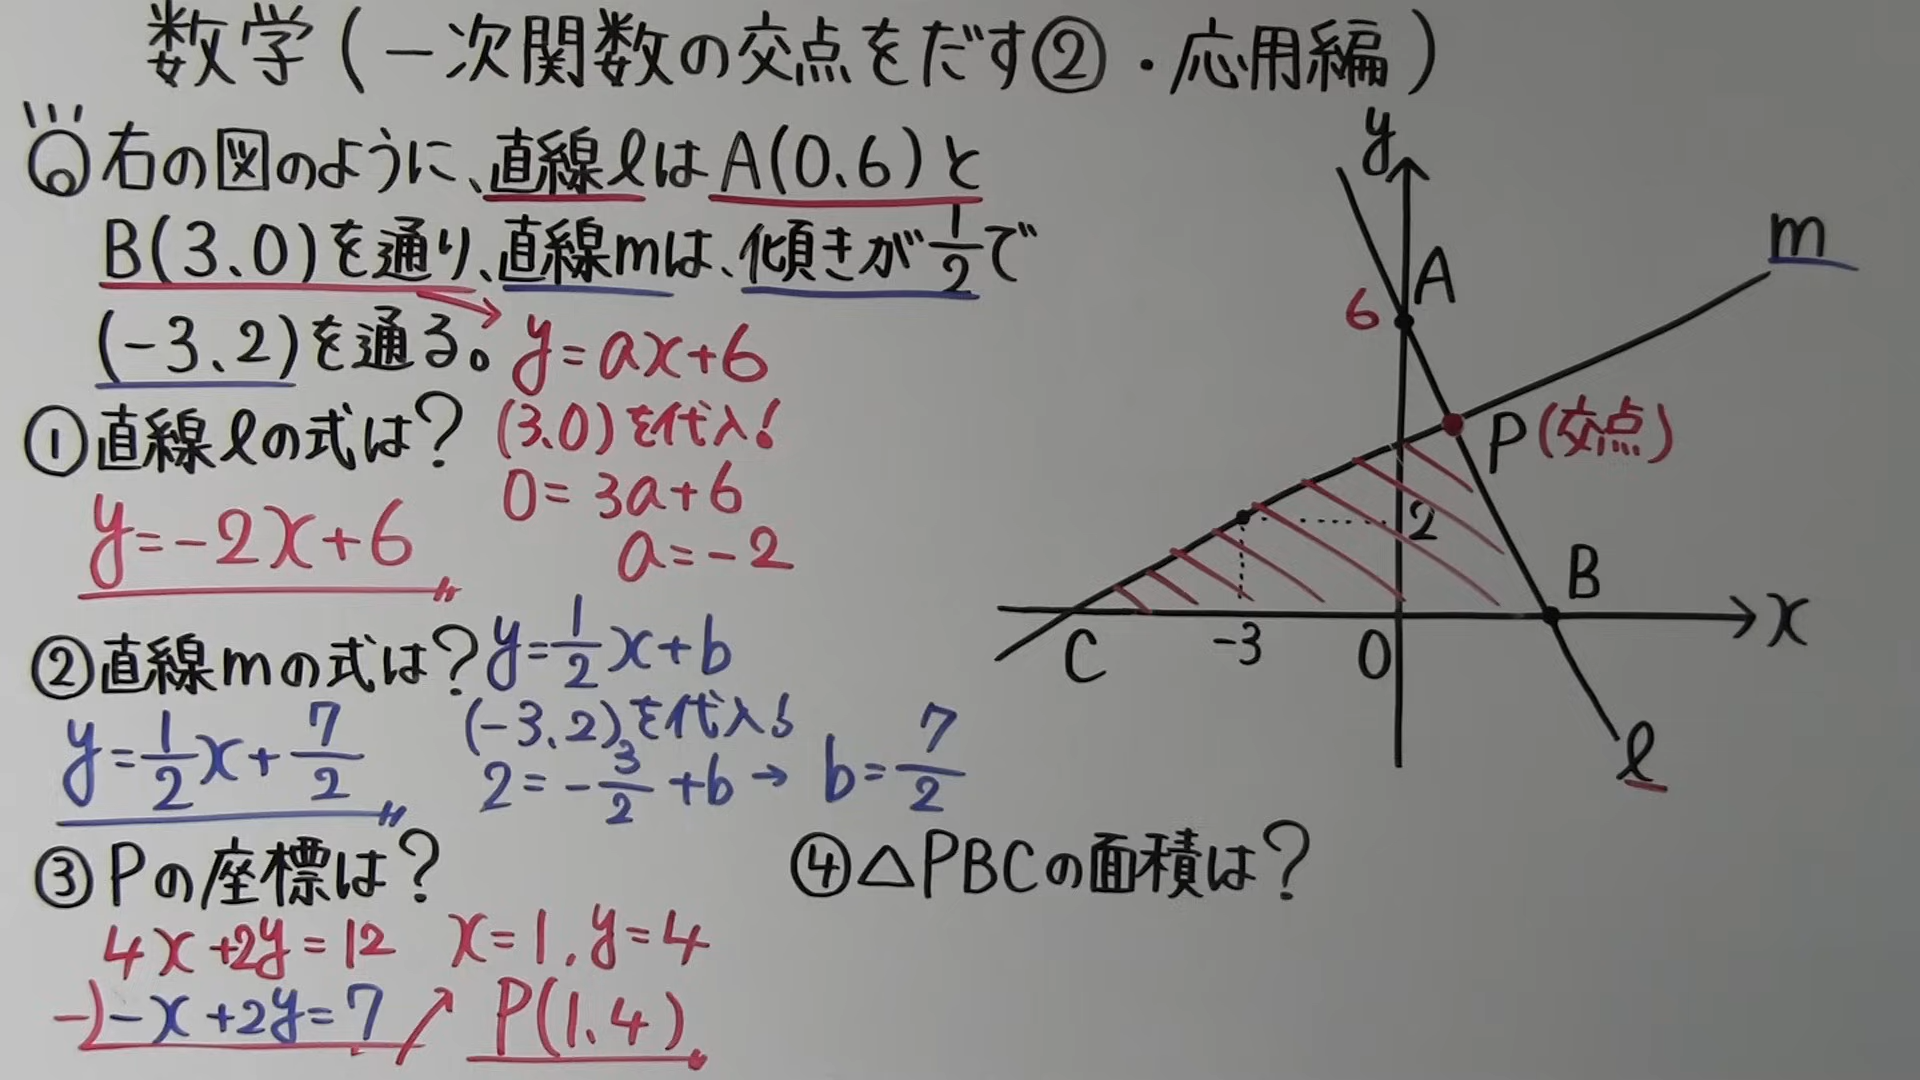 数学(一次関数の交点をだす②・応用編)
Q 右の図のように、直線ℓはA(0、6)と
B(3、0)を通り、直線mは、傾きが1/2で
(-3、2)を通る。
y=ax+6
①直線ℓの式は?
(3、0)を代入!
0=3a+6
a=-2
y=-2x+6
②直線mの式は?
y=1/2x+b
(-3、2)を代入!
2=-3/2+b→ b=7/2
y=1/2x+7/2
③Pの座標は?
4x+2y=12
-)-x+2y=7
x=1、y=4
P(1、4)
④△PBCの面積は?
y
m
A
6
P(交点)
2
B
x
C
-3
0
ℓ